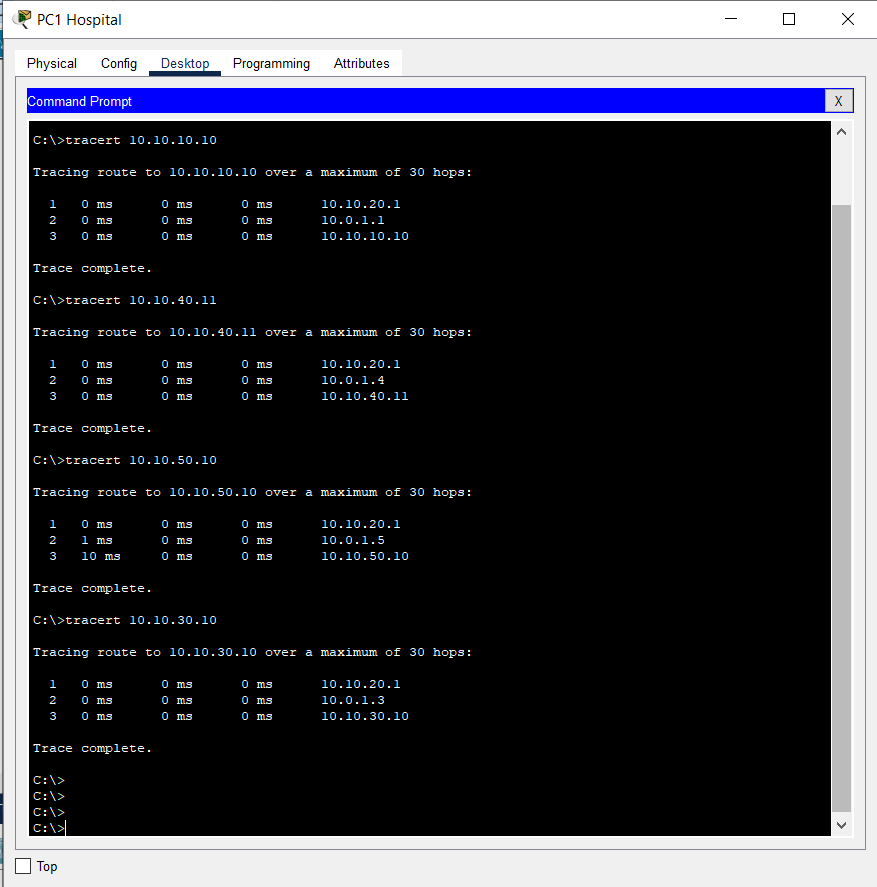 PC1 Hospital
Physical Config Desktop Programming Attributes
Command Prompt X
C:\>tracert 10.10.10.10
Tracing route to 10.10.10.10 over a maximum of 30 hops:
1 0 ms 0 ms 0 ms 10.10.20.1
2 0 ms 0 ms 0 ms 10.0.1.1
3 0 ms 0 ms 0 ms 10.10.10.10
Trace complete.
C:\>tracert 10.10.40.11
Tracing route to 10.10.40.11 over a maximum of 30 hops:
1 0 ms 0 ms 0 ms 10.10.20.1
2 0 ms 0 ms 0 ms 10.0.1.4
3 0 ms 0 ms 0 ms 10.10.40.11
Trace complete.
C:\>tracert 10.10.50.10
Tracing route to 10.10.50.10 over a maximum of 30 hops:
1 0 ms 0 ms 0 ms 10.10.20.1
2 1 ms 0 ms 0 ms 10.0.1.5
3 10 ms 0 ms 0 ms 10.10.50.10
Trace complete.
C:\>tracert 10.10.30.10
Tracing route to 10.10.30.10 over a maximum of 30 hops:
1 0 ms 0 ms 0 ms 10.10.20.1
2 0 ms 0 ms 0 ms 10.0.1.3
3 0 ms 0 ms 0 ms 10.10.30.10
Trace complete.
C:\>
C:\>
C:\>
C:\>
Top